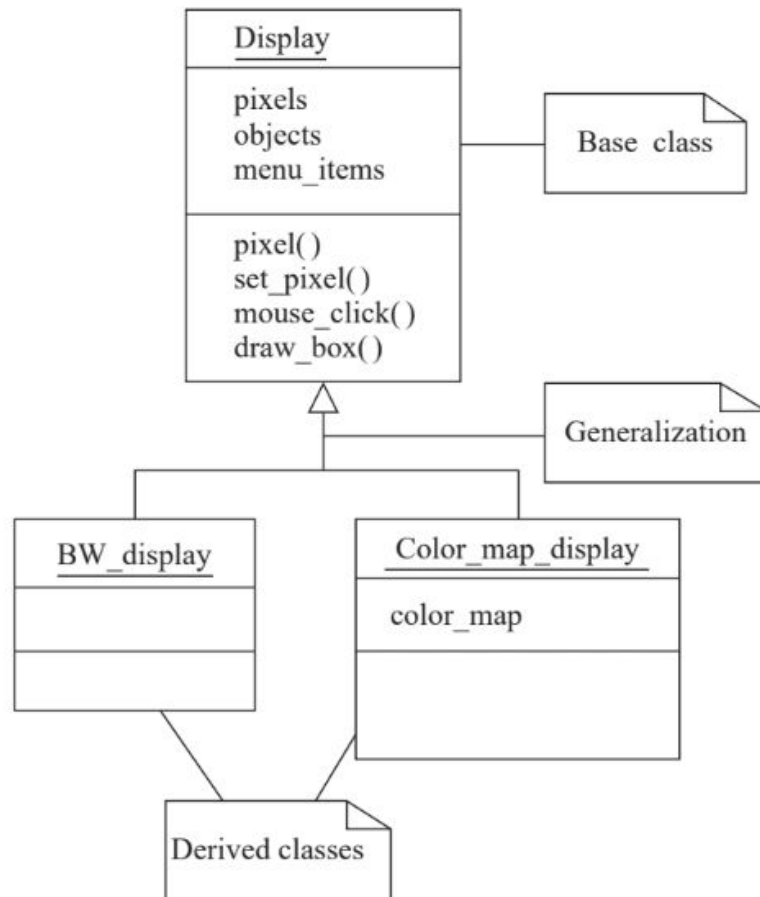 Display
pixels
objects
menu_items
Base class
pixel()
set_pixel()
mouse_click()
draw_box()
Generalization
BW_display
Color_map_display
color_map
Derived classes